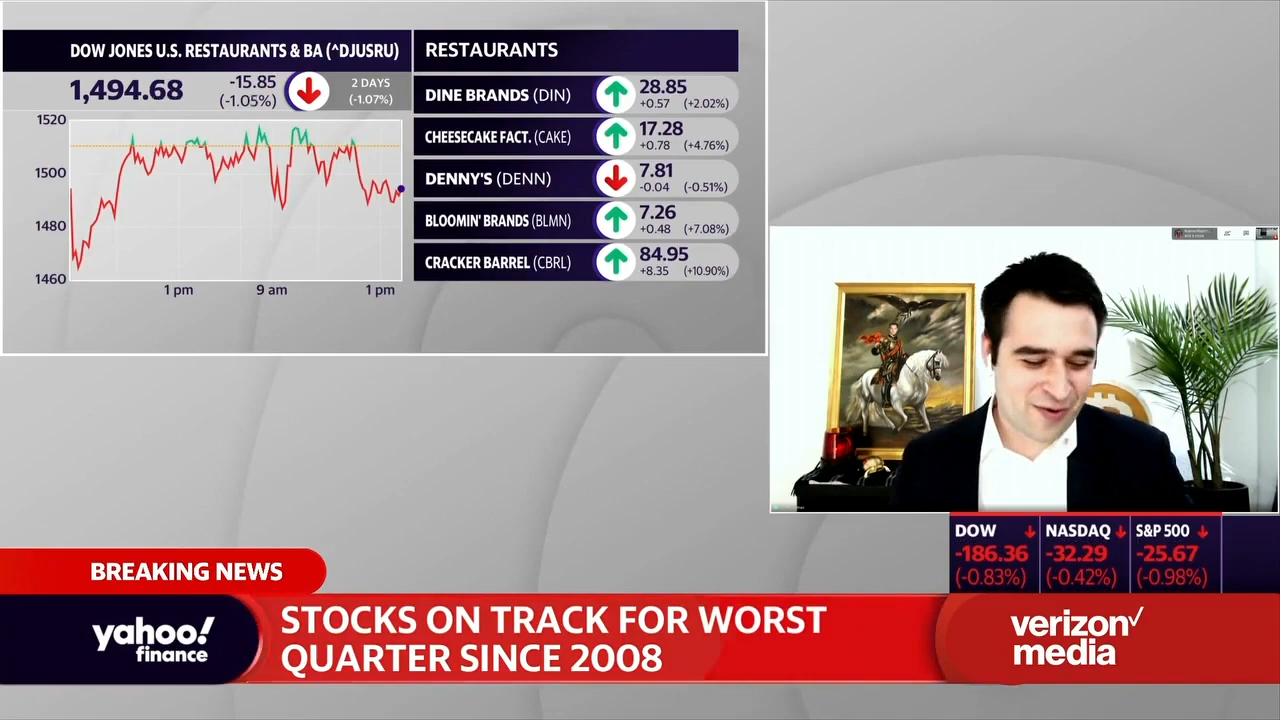 DOW JONES U.S. RESTAURANTS & BA (^DJUSRU)
1,494.68
-15.85
(-1.05%)
2 DAYS
(-1.07%)
1520
1500
1480
1460
1 pm
9 am
1 pm
RESTAURANTS
DINE BRANDS (DIN)
28.85
+0.57 (+2.02%)
CHEESECAKE FACT. (CAKE)
17.28
+0.78 (+4.76%)
DENNY'S (DENN)
7.81
-0.04 (-0.51%)
BLOOMIN' BRANDS (BLMN)
7.26
+0.48 (+7.08%)
CRACKER BARREL (CBRL)
84.95
+8.35 (+10.90%)
DOW
-186.36
(-0.83%)
NASDAQ
-32.29
(-0.42%)
S&P 500
-25.67
(-0.98%)
BREAKING NEWS
yahoo!
finance
STOCKS ON TRACK FOR WORST
QUARTER SINCE 2008
verizon
media